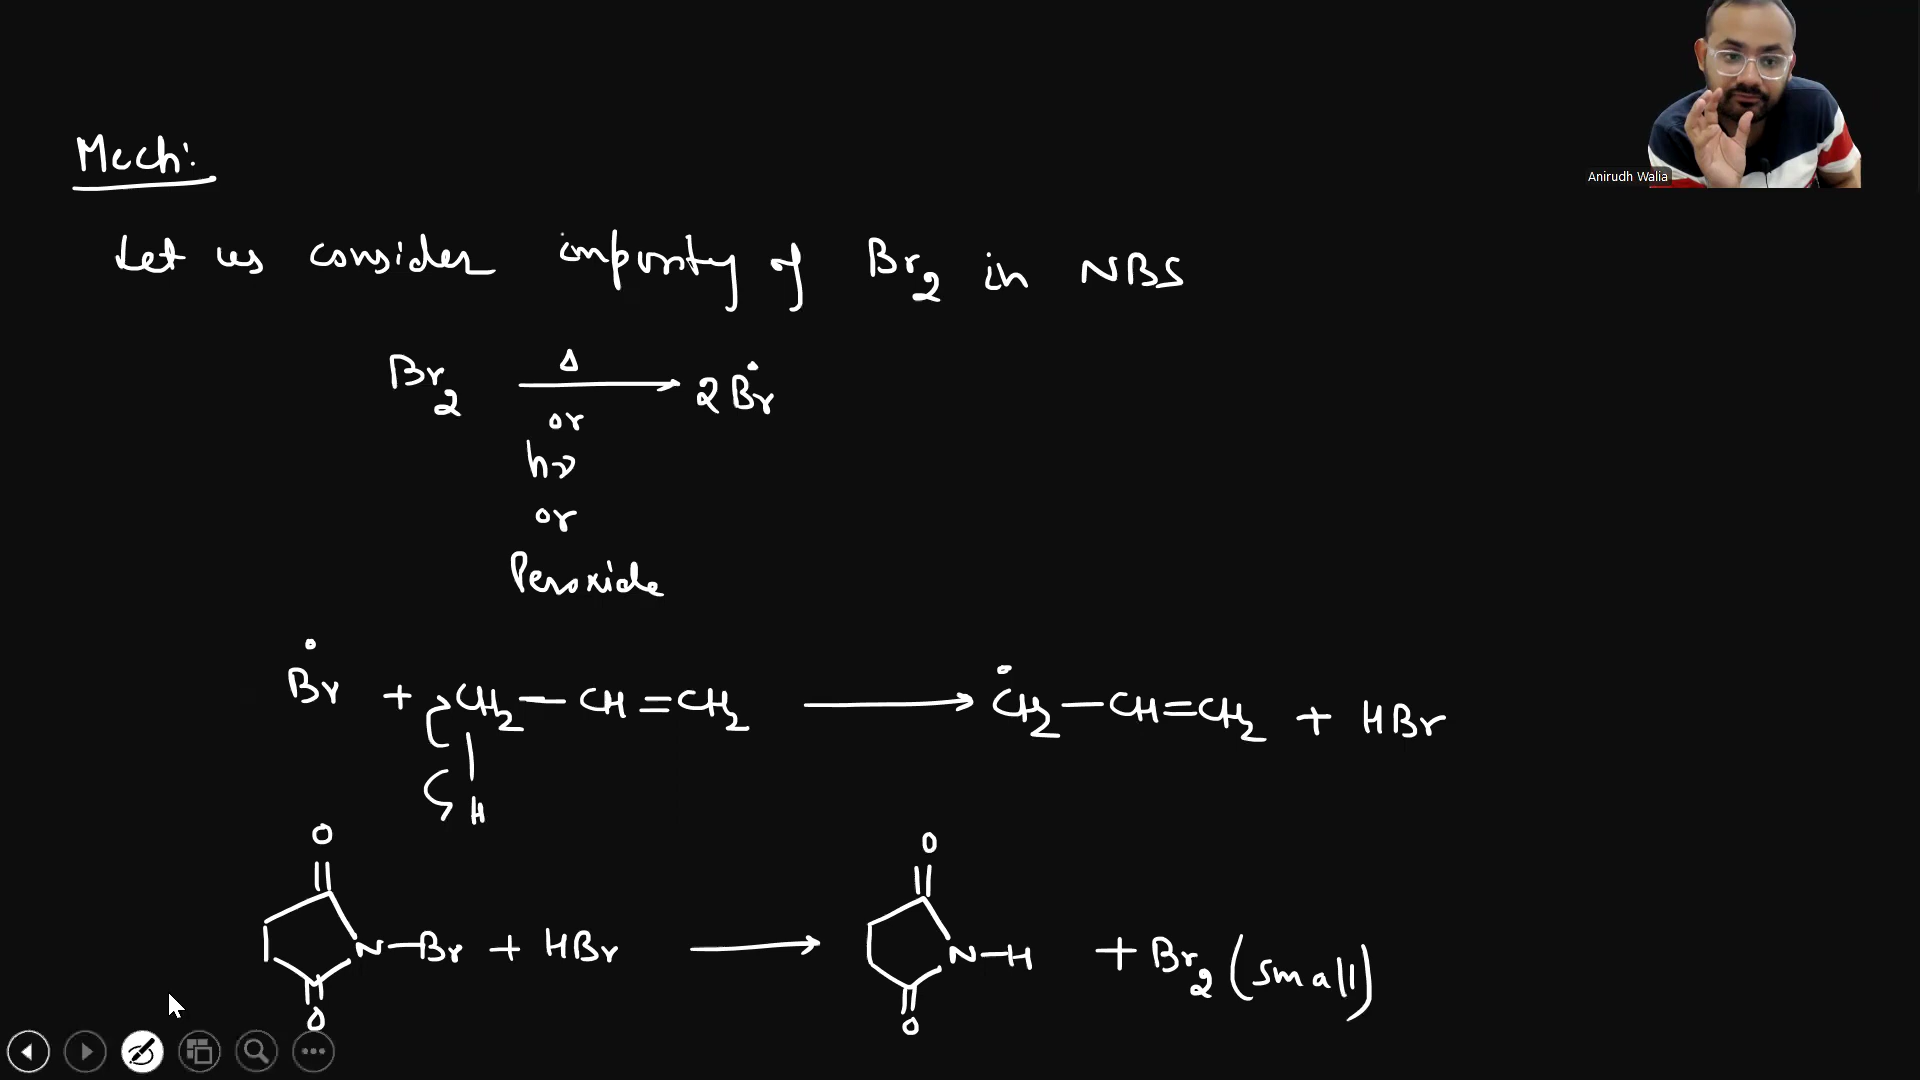 Anirudh Walia
Mech:
Let us consider impurity of Br2 in NBS
Br2 Δ → 2Br•
or
hν
or
Peroxide
Br• + CH2—CH=CH2 → •CH2—CH=CH2 + HBr
H
O O
N—Br + HBr → N—H + Br2 (small)
O O